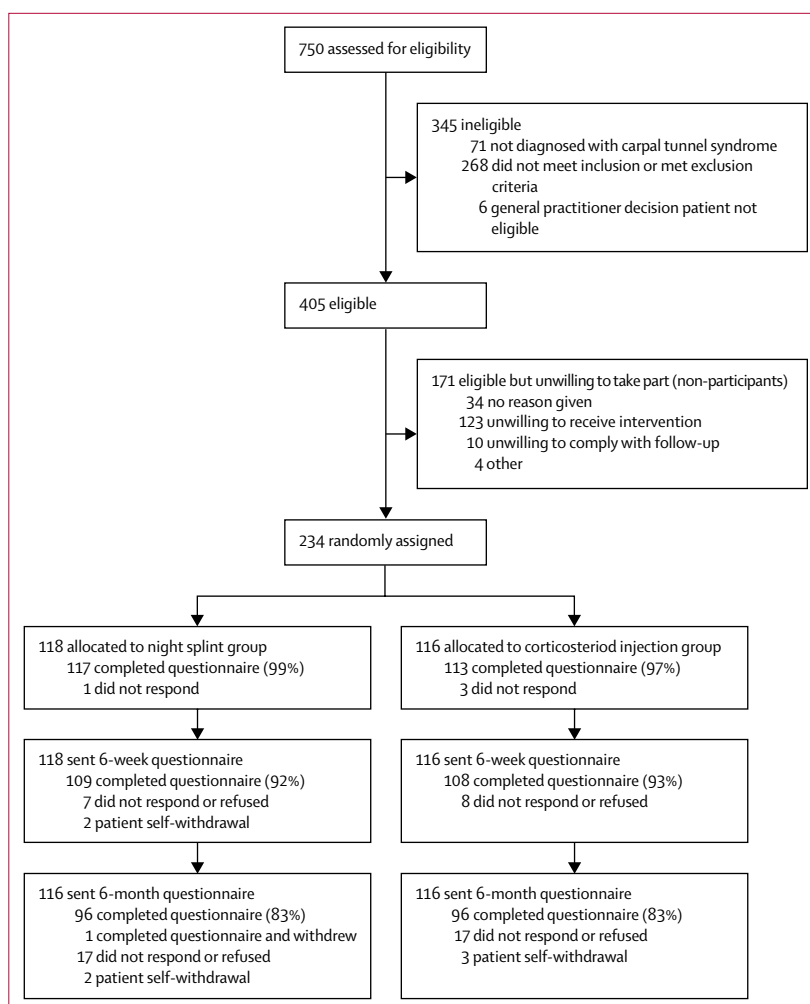 750 assessed for eligibility
345 ineligible
71 not diagnosed with carpal tunnel syndrome
268 did not meet inclusion or met exclusion
criteria
6 general practitioner decision patient not
eligible
405 eligible
171 eligible but unwilling to take part (non-participants)
34 no reason given
123 unwilling to receive intervention
10 unwilling to comply with follow-up
4 other
234 randomly assigned
118 allocated to night splint group
117 completed questionnaire (99%)
1 did not respond
116 allocated to corticosteriod injection group
113 completed questionnaire (97%)
3 did not respond
118 sent 6-week questionnaire
109 completed questionnaire (92%)
7 did not respond or refused
2 patient self-withdrawal
116 sent 6-week questionnaire
108 completed questionnaire (93%)
8 did not respond or refused
116 sent 6-month questionnaire
96 completed questionnaire (83%)
1 completed questionnaire and withdrew
17 did not respond or refused
2 patient self-withdrawal
116 sent 6-month questionnaire
96 completed questionnaire (83%)
17 did not respond or refused
3 patient self-withdrawal